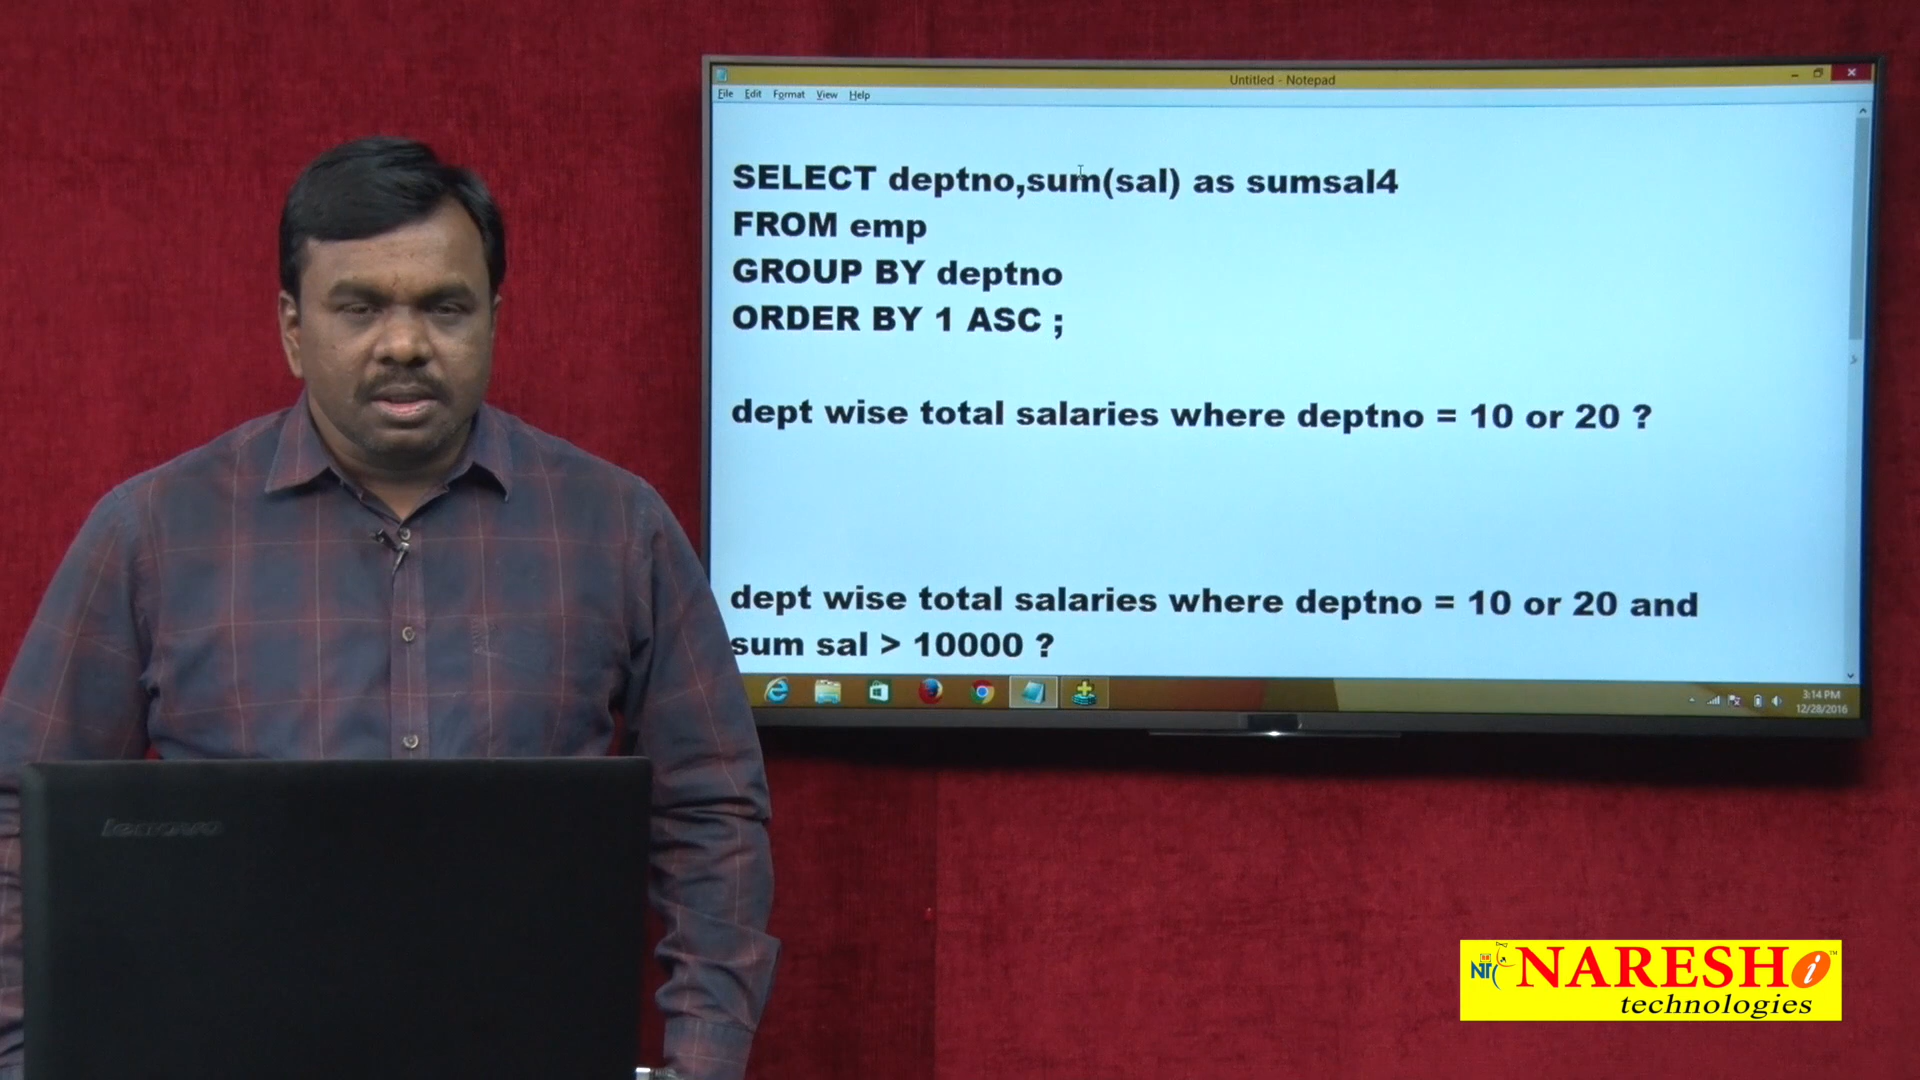 Untitled - Notepad
File Edit Format View Help
SELECT deptno,sum(sal) as sumsal4
FROM emp
GROUP BY deptno
ORDER BY 1 ASC ;
dept wise total salaries where deptno = 10 or 20 ?
dept wise total salaries where deptno = 10 or 20 and
sum sal > 10000 ?
3:14 PM
12/28/2016
lenovo
NT NARESH i ™
technologies